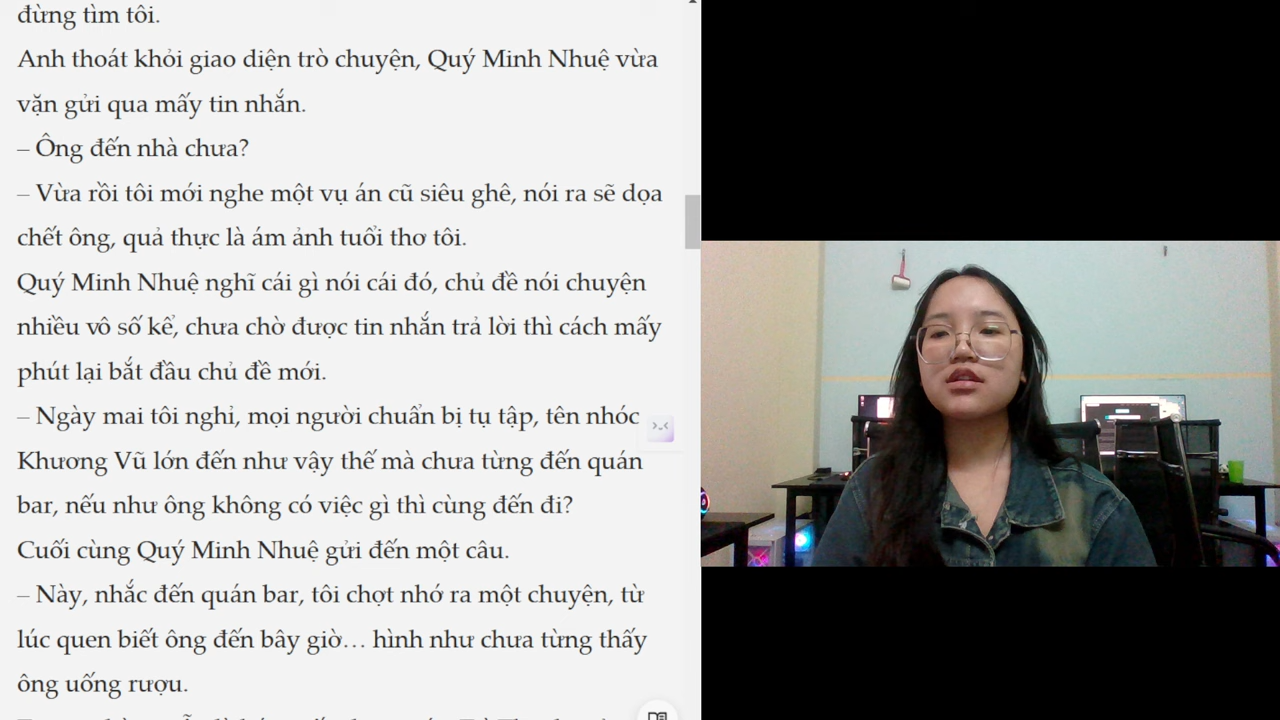 đừng tìm tôi.
Anh thoát khỏi giao diện trò chuyện, Quý Minh Nhuệ vừa
vặn gửi qua mấy tin nhắn.
– Ông đến nhà chưa?
– Vừa rồi tôi mới nghe một vụ án cũ siêu ghê, nói ra sẽ dọa
chết ông, quả thực là ám ảnh tuổi thơ tôi.
Quý Minh Nhuệ nghĩ cái gì nói cái đó, chủ đề nói chuyện
nhiều vô số kể, chưa chờ được tin nhắn trả lời thì cách mấy
phút lại bắt đầu chủ đề mới.
– Ngày mai tôi nghỉ, mọi người chuẩn bị tụ tập, tên nhóc
Khương Vũ lớn đến như vậy thế mà chưa từng đến quán
bar, nếu như ông không có việc gì thì cùng đến đi?
Cuối cùng Quý Minh Nhuệ gửi đến một câu.
– Này, nhắc đến quán bar, tôi chợt nhớ ra một chuyện, từ
lúc quen biết ông đến bây giờ… hình như chưa từng thấy
ông uống rượu.